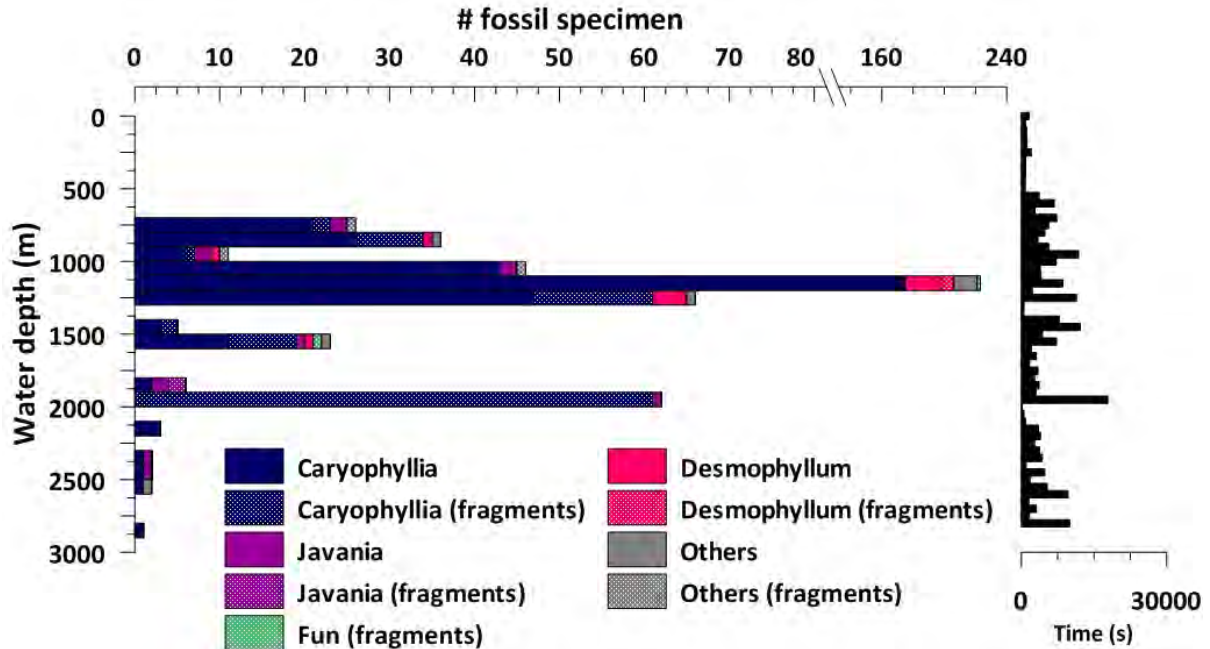 # fossil specimen
0 10 20 30 40 50 60 70 80 160 240
Water depth (m)
0
500
1000
1500
2000
2500
3000
Caryophyllia
Caryophyllia (fragments)
Javania
Javania (fragments)
Fun (fragments)
Desmophyllum
Desmophyllum (fragments)
Others
Others (fragments)
0 30000
Time (s)